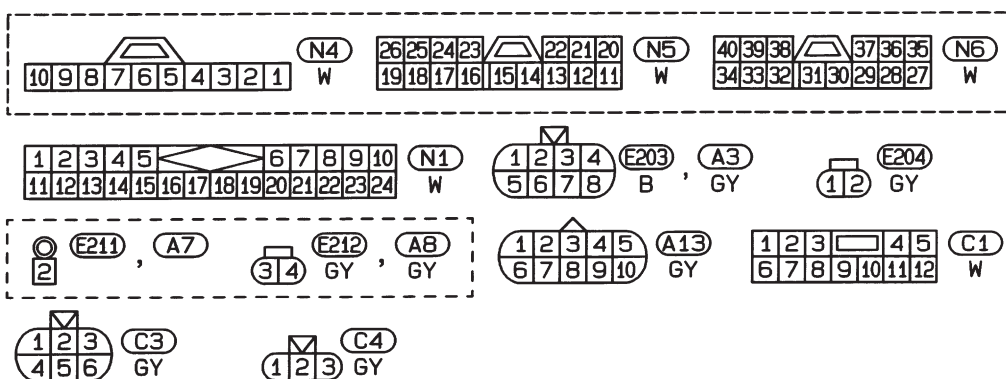 10 9 8 7 6 5 4 3 2 1 N4 W
26 25 24 23 22 21 20 N5 W
19 18 17 16 15 14 13 12 11
40 39 38 37 36 35 N6 W
34 33 32 31 30 29 28 27
1 2 3 4 5 6 7 8 9 10 N1 W
11 12 13 14 15 16 17 18 19 20 21 22 23 24
1 2 3 4 E203 B , A3 GY
5 6 7 8
1 2 E204 GY
2 E211 , A7
3 4 E212 GY , A8 GY
1 2 3 4 5 A13 GY
6 7 8 9 10
1 2 3 4 5 C1 W
6 7 8 9 10 11 12
1 2 3 C3 GY
4 5 6
1 2 3 C4 GY